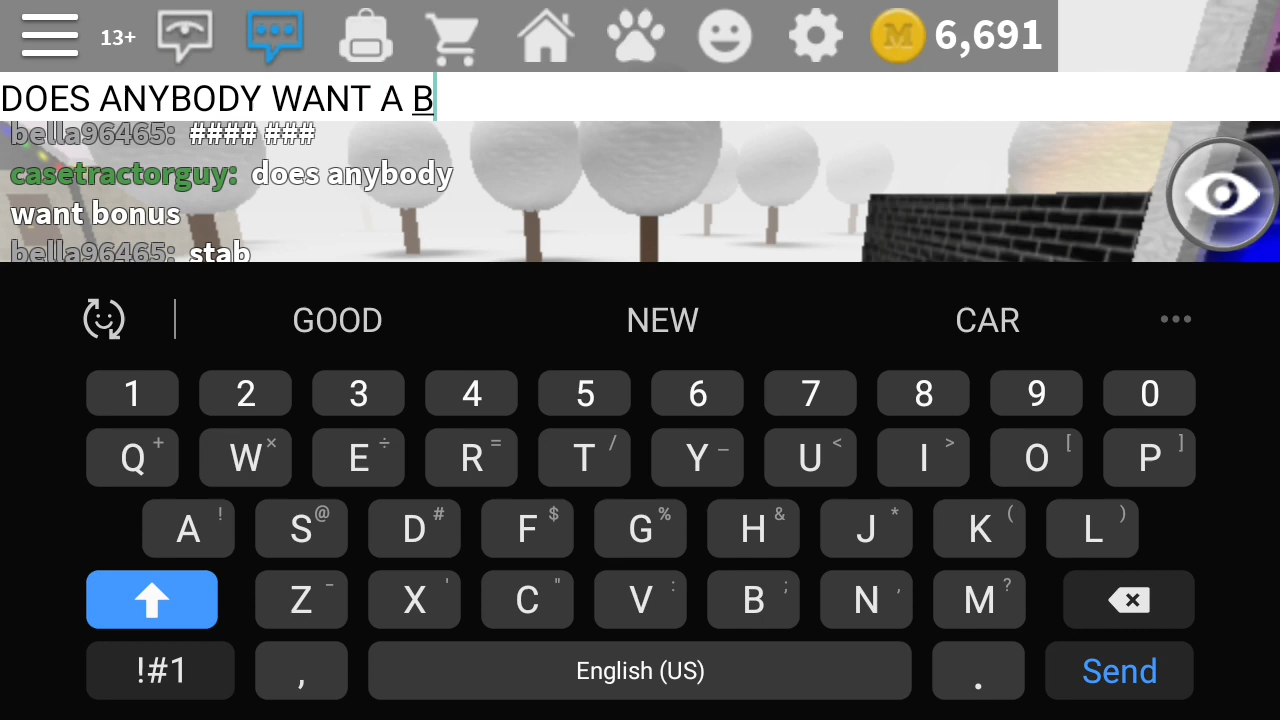 13+
6,691
DOES ANYBODY WANT A B
bella96465: #### ###
casetractorguy: does anybody
want bonus
bella96465: stab
GOOD NEW CAR
1 2 3 4 5 6 7 8 9 0
Q + W × E ÷ R = T / Y _ U < I > O [ P ]
A ! S @ D # F $ G % H & J * K ( L )
Z - X ' C " V : B ; N , M ?
!#1 , English (US) . Send